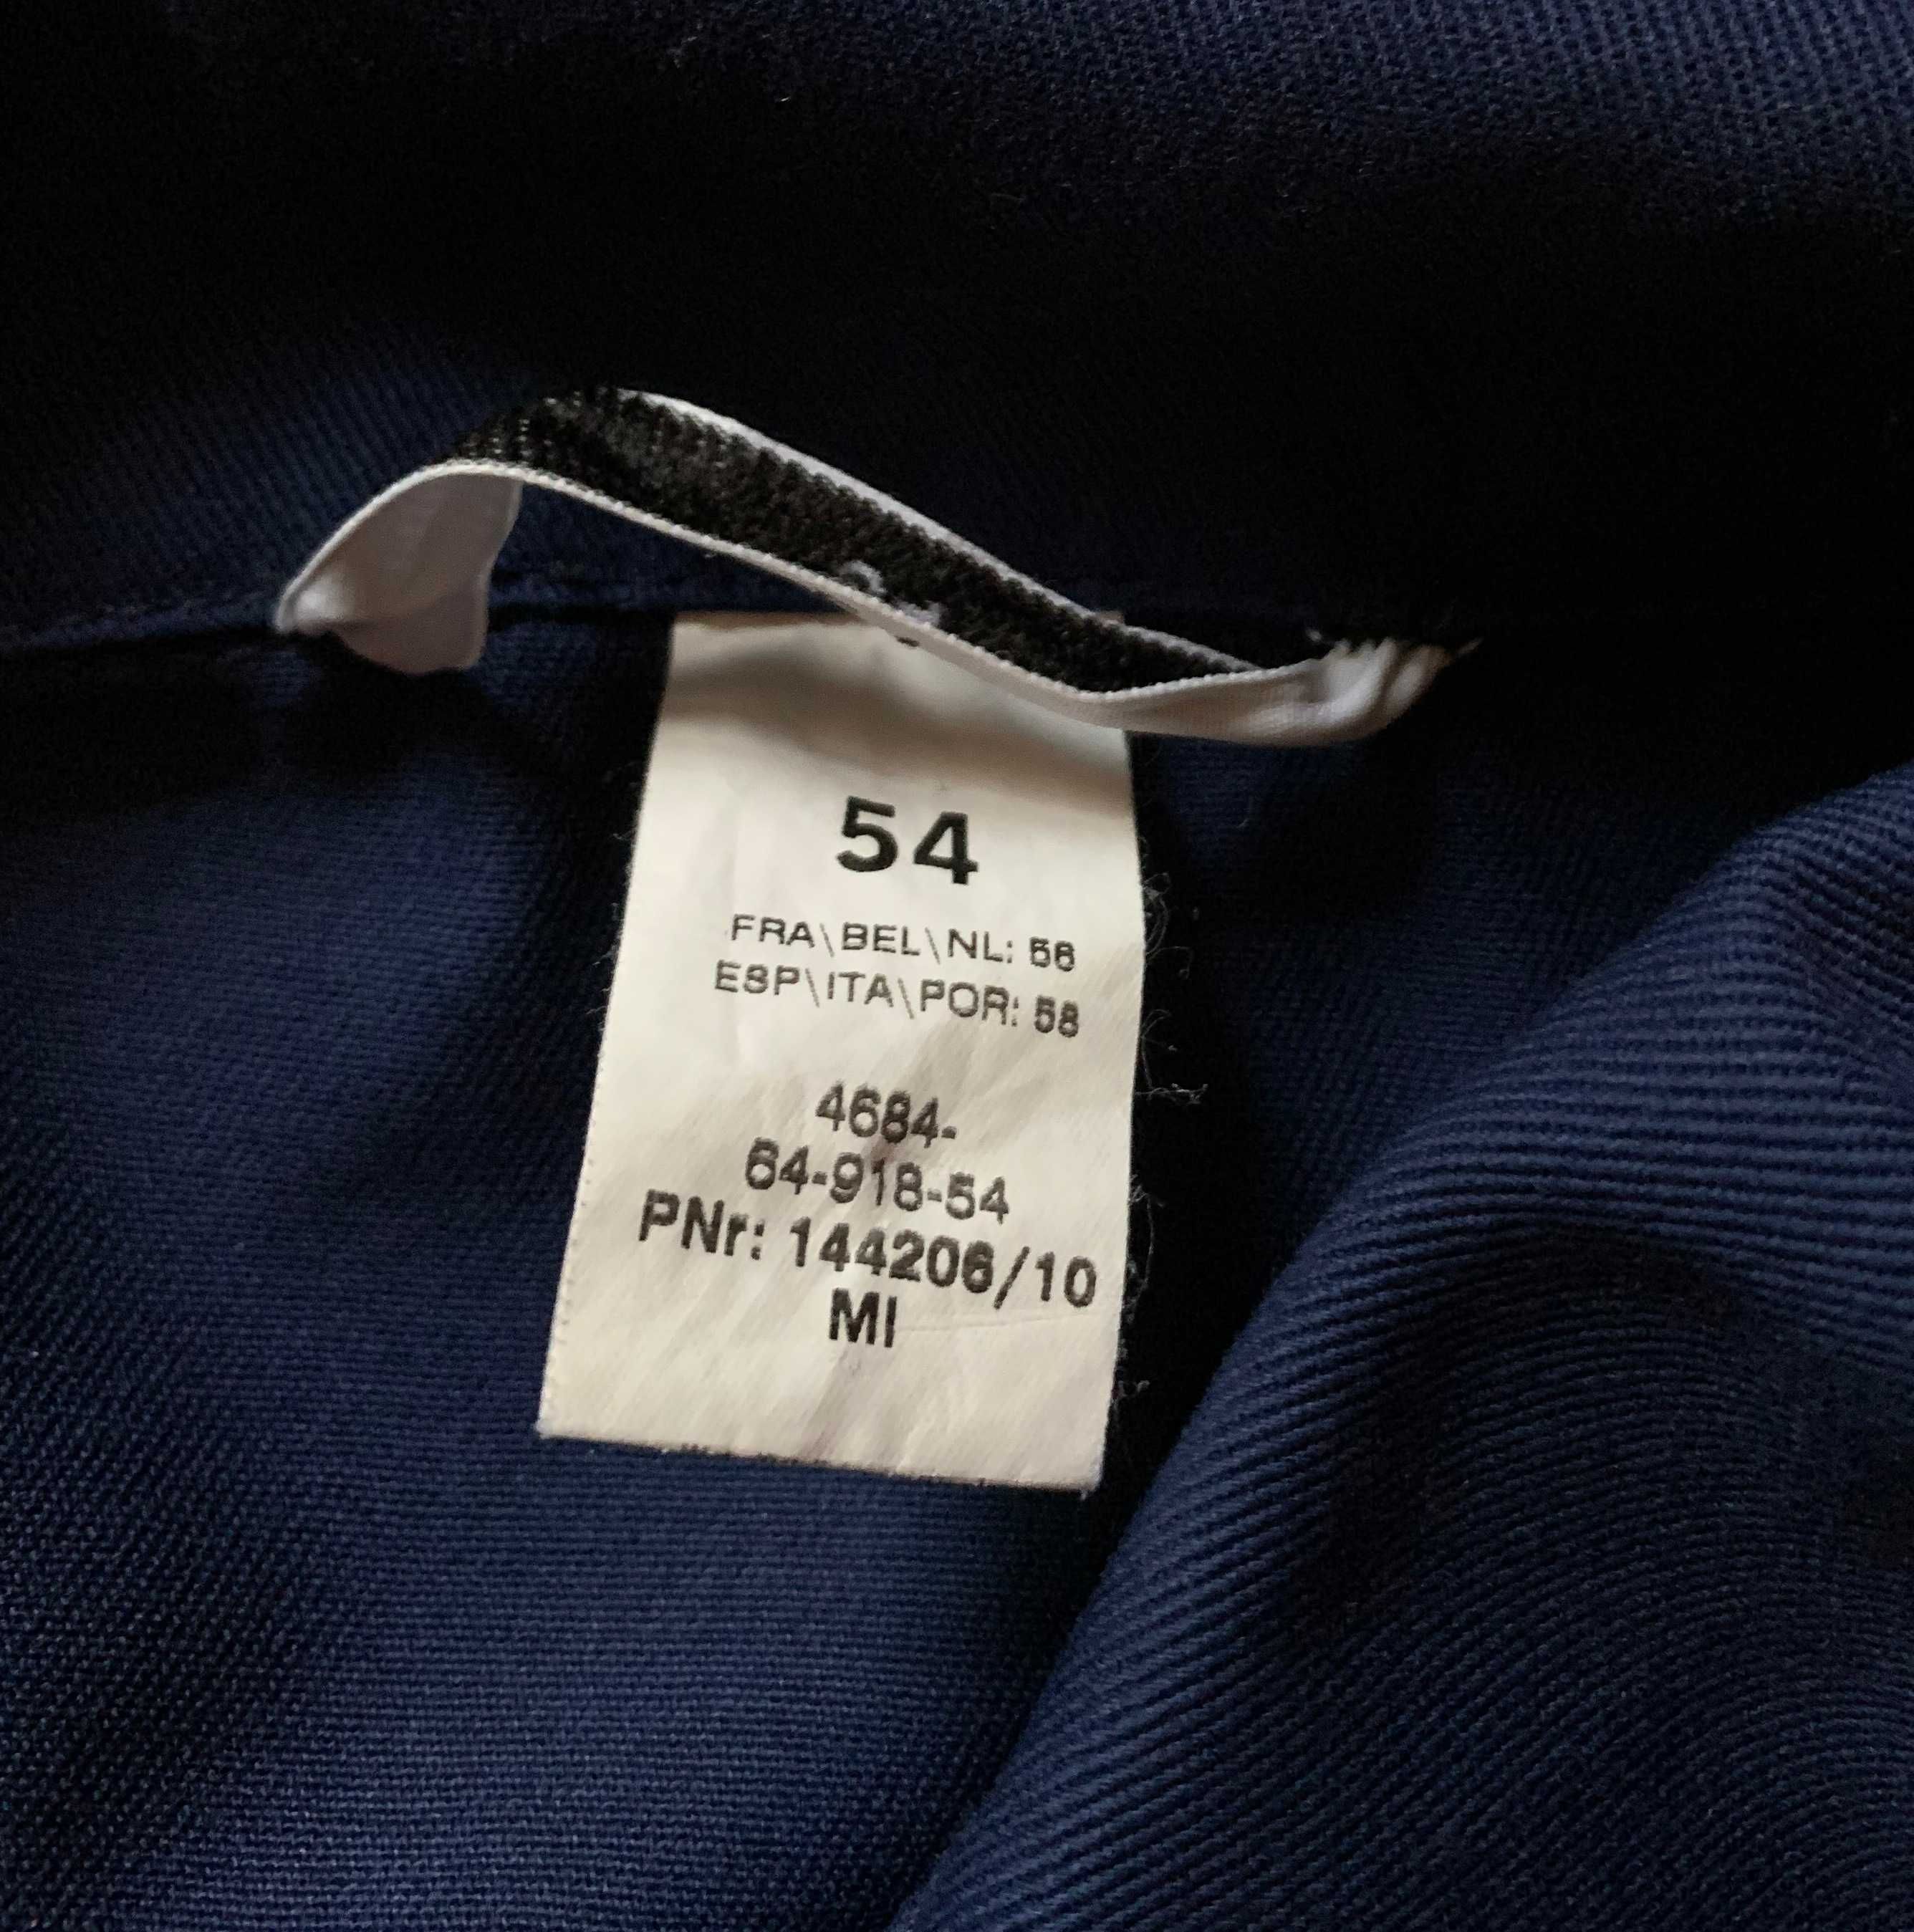 54
FRA\BEL\NL: 56
ESP\ITA\POR: 58
4684-
64-918-54
PNr: 144206/10
MI